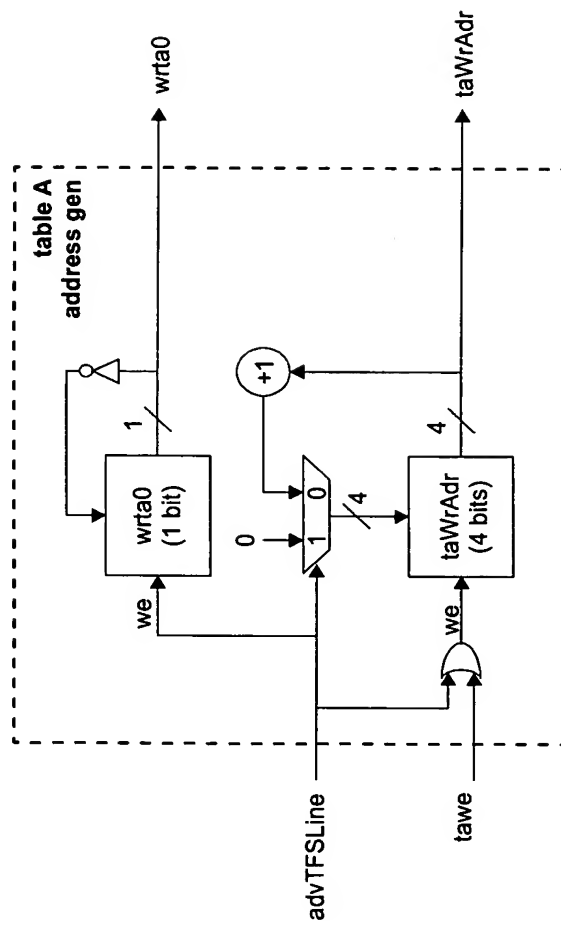 table A
address gen
wrta0
1
we
wrta0
(1 bit)
+1
0
1 0
4
advTFSLine
we
taWrAdr
(4 bits)
4
taWrAdr
tawe